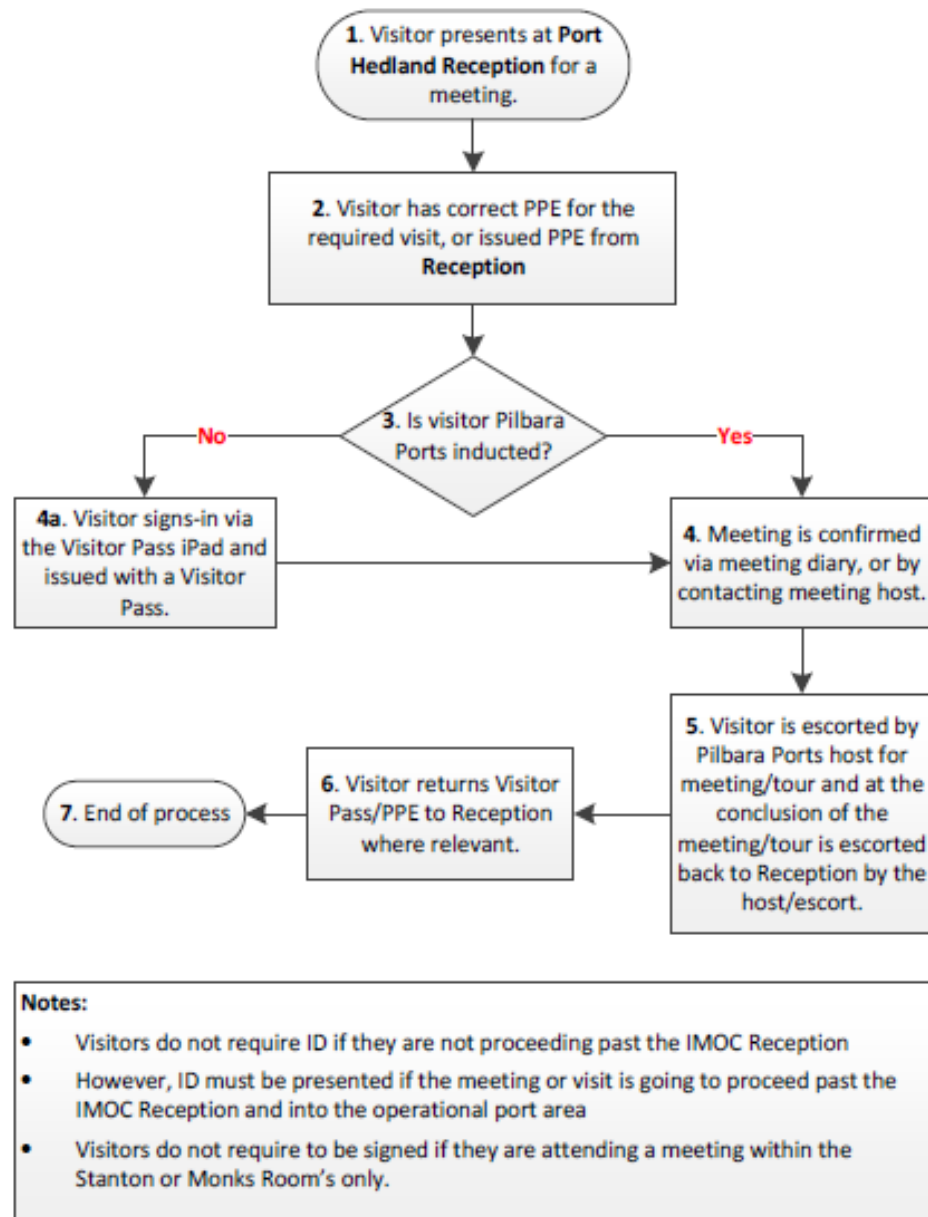 1. Visitor presents at Port
Hedland Reception for a
meeting.
2. Visitor has correct PPE for the
required visit, or issued PPE from
Reception
3. Is visitor Pilbara
Ports inducted?
No
Yes
4a. Visitor signs-in via
the Visitor Pass iPad and
issued with a Visitor
Pass.
4. Meeting is confirmed
via meeting diary, or by
contacting meeting host.
5. Visitor is escorted by
Pilbara Ports host for
meeting/tour and at the
conclusion of the
meeting/tour is escorted
back to Reception by the
host/escort.
6. Visitor returns Visitor
Pass/PPE to Reception
where relevant.
7. End of process
Notes:
• Visitors do not require ID if they are not proceeding past the IMOC Reception
• However, ID must be presented if the meeting or visit is going to proceed past the
IMOC Reception and into the operational port area
• Visitors do not require to be signed if they are attending a meeting within the
Stanton or Monks Room's only.